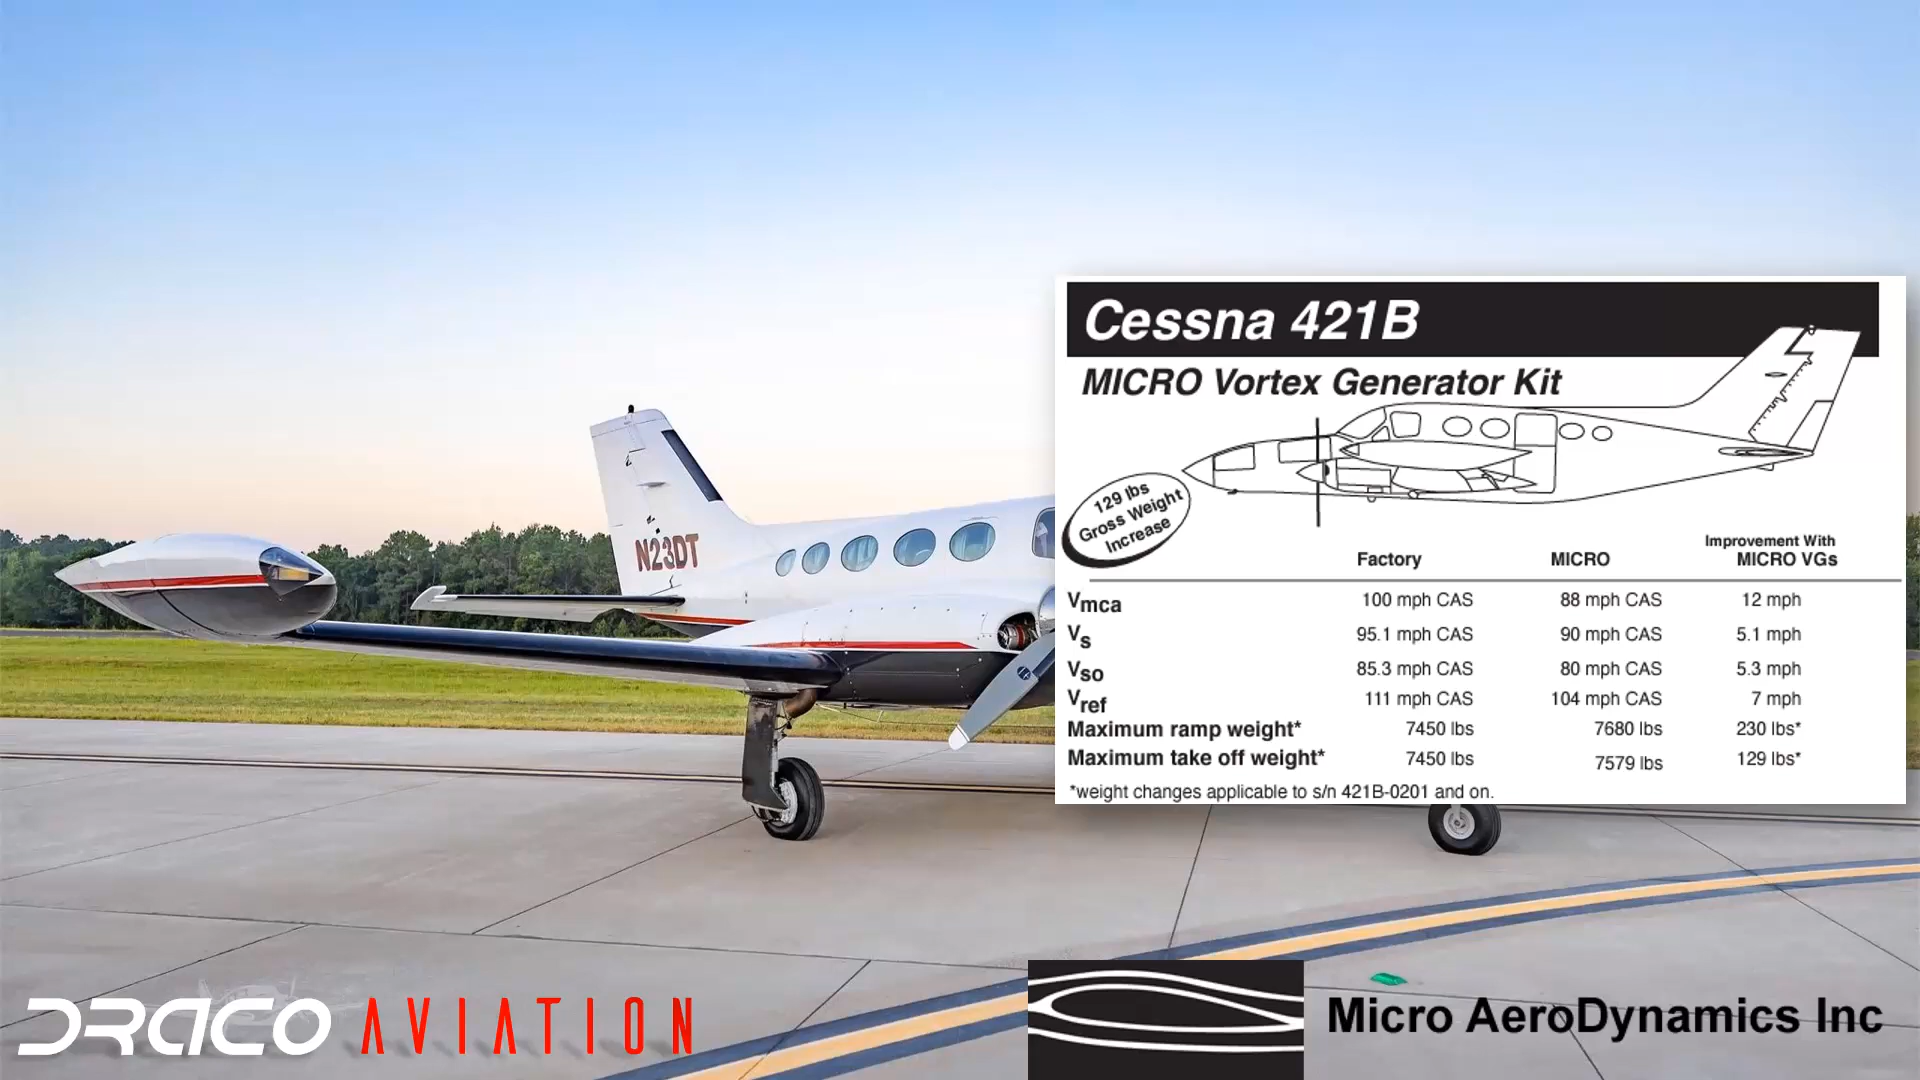 N23DT
Cessna 421B
MICRO Vortex Generator Kit
129 lbs
Gross Weight
Increase
Factory MICRO Improvement With
MICRO VGs
Vmca 100 mph CAS 88 mph CAS 12 mph
Vs 95.1 mph CAS 90 mph CAS 5.1 mph
Vso 85.3 mph CAS 80 mph CAS 5.3 mph
Vref 111 mph CAS 104 mph CAS 7 mph
Maximum ramp weight* 7450 lbs 7680 lbs 230 lbs*
Maximum take off weight* 7450 lbs 7579 lbs 129 lbs*
*weight changes applicable to s/n 421B-0201 and on.
DRACO AVIATION
Micro AeroDynamics Inc